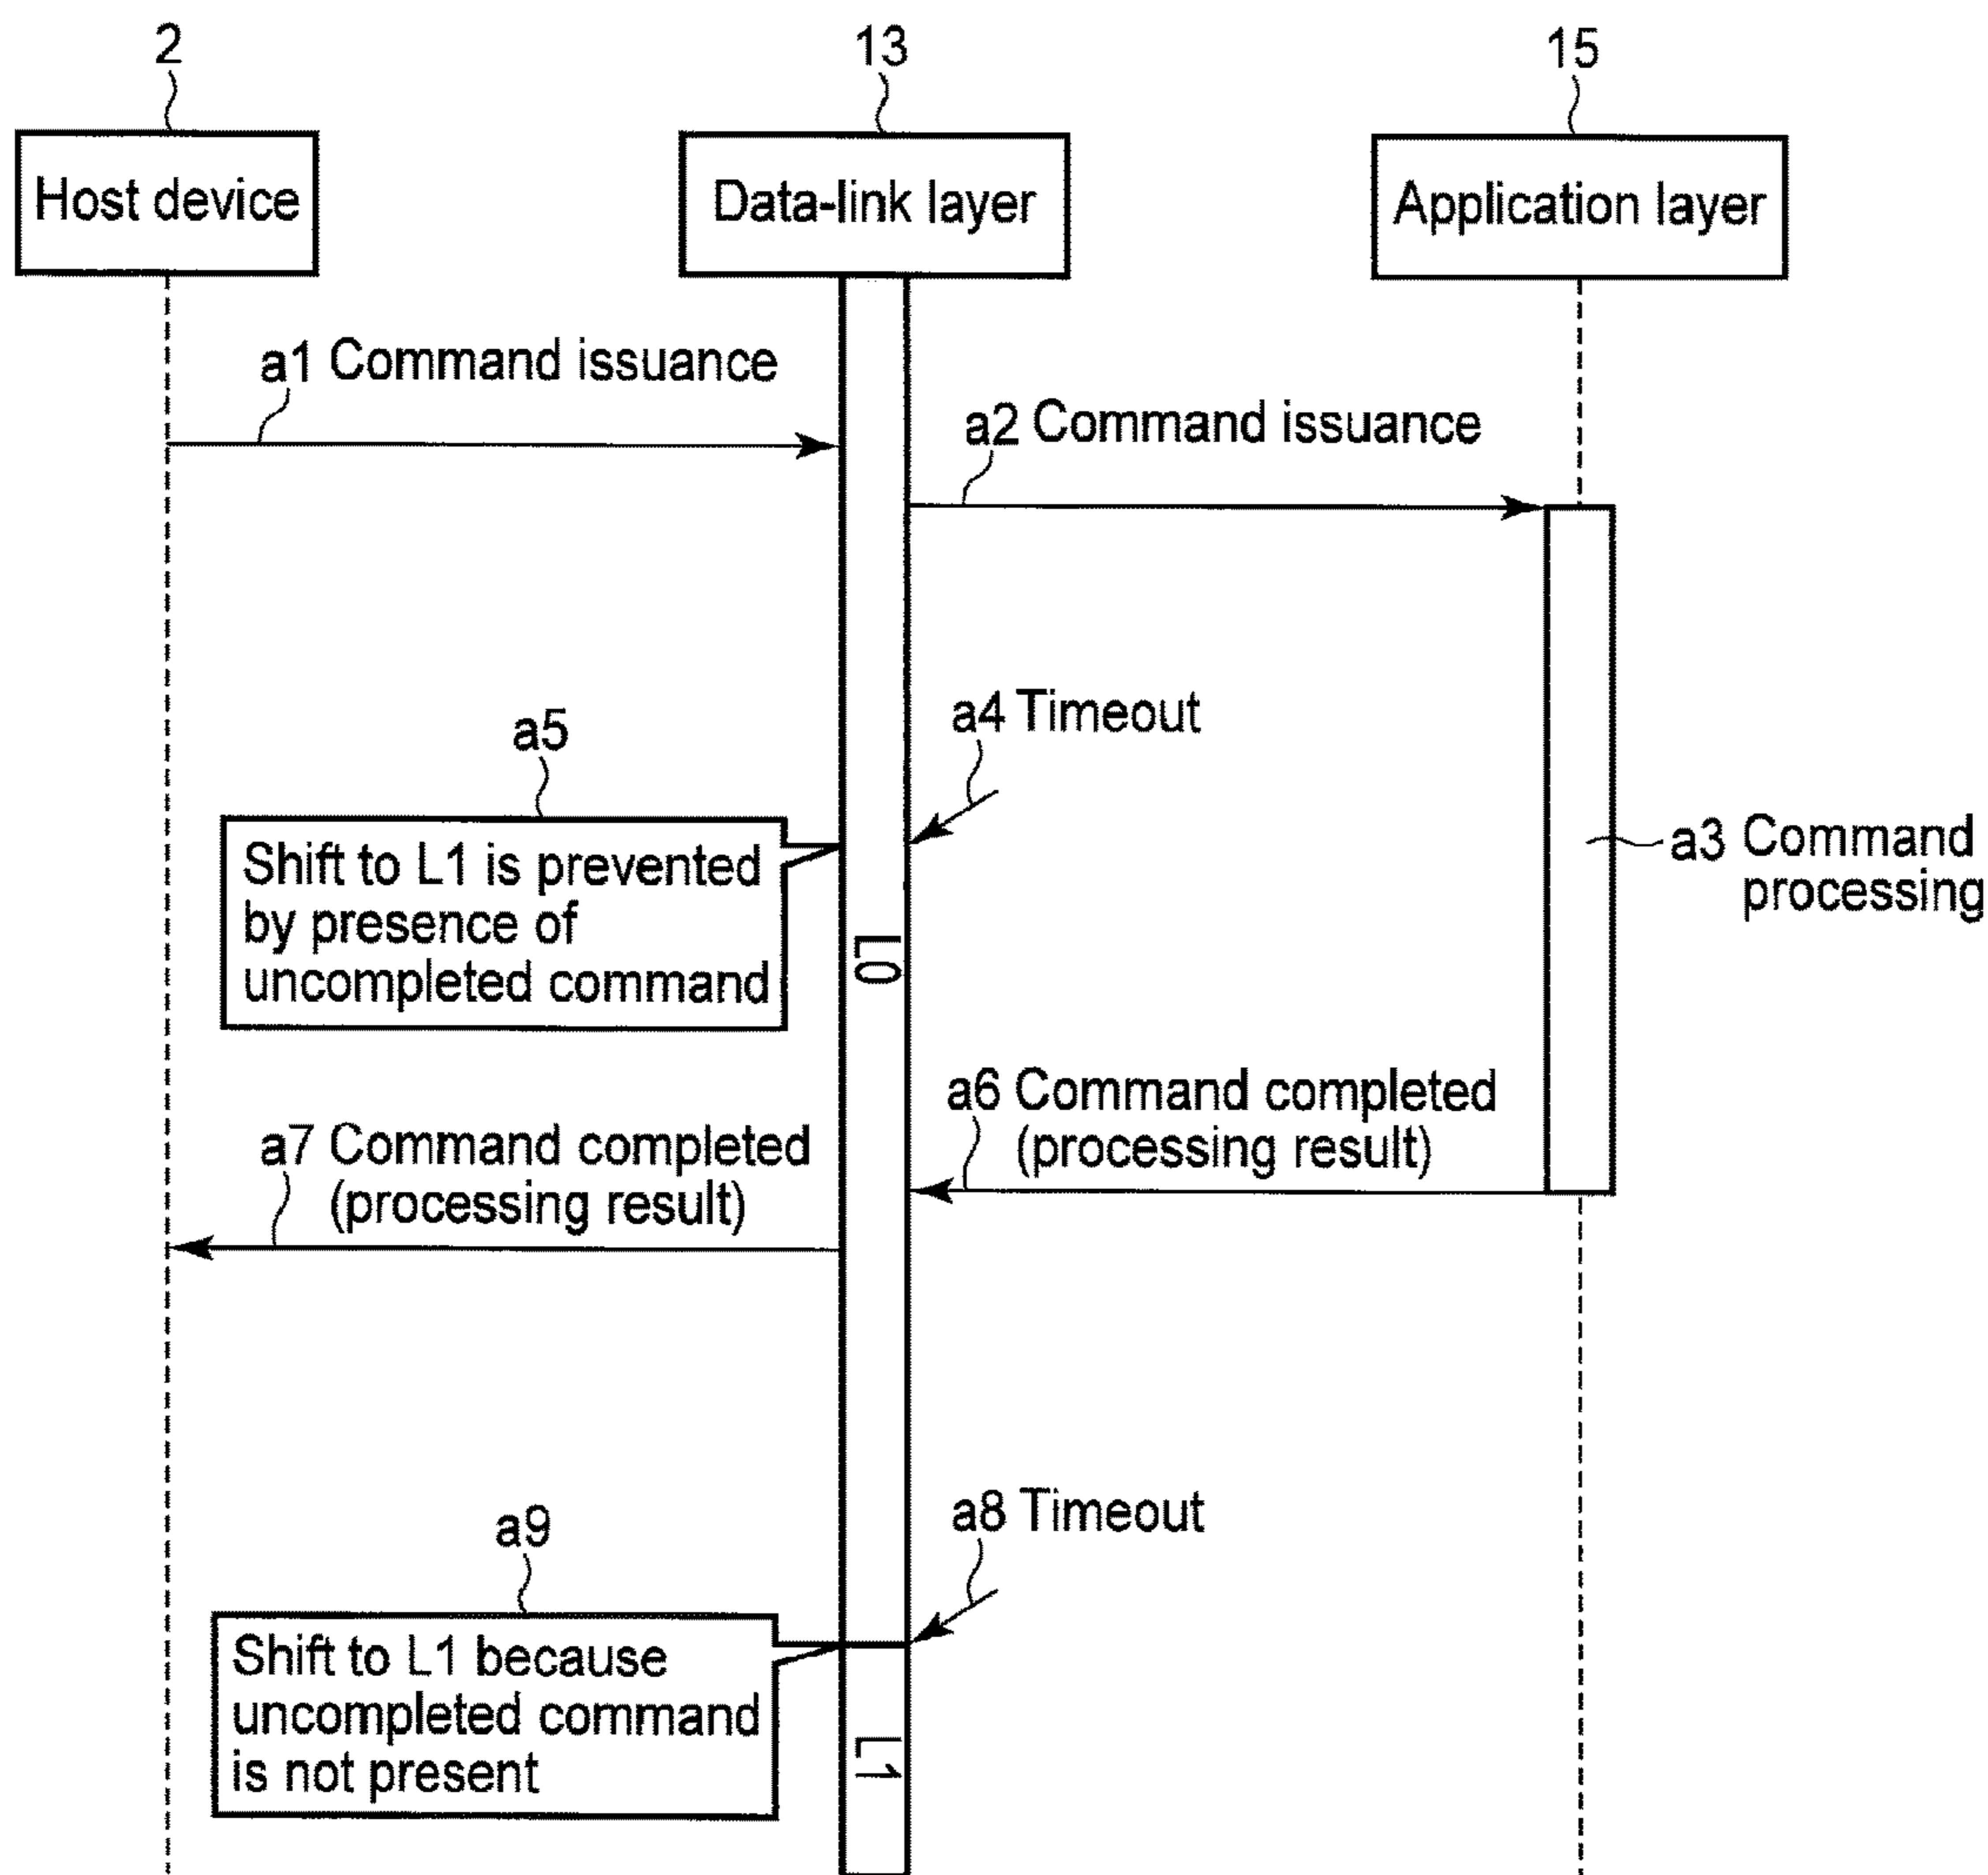 2
13
15
Host device
Data-link layer
Application layer
a1 Command issuance
a2 Command issuance
a4 Timeout
a5
Shift to L1 is prevented
by presence of
uncompleted command
a3 Command
processing
L0
a6 Command completed
(processing result)
a7 Command completed
(processing result)
a8 Timeout
a9
Shift to L1 because
uncompleted command
is not present
L1